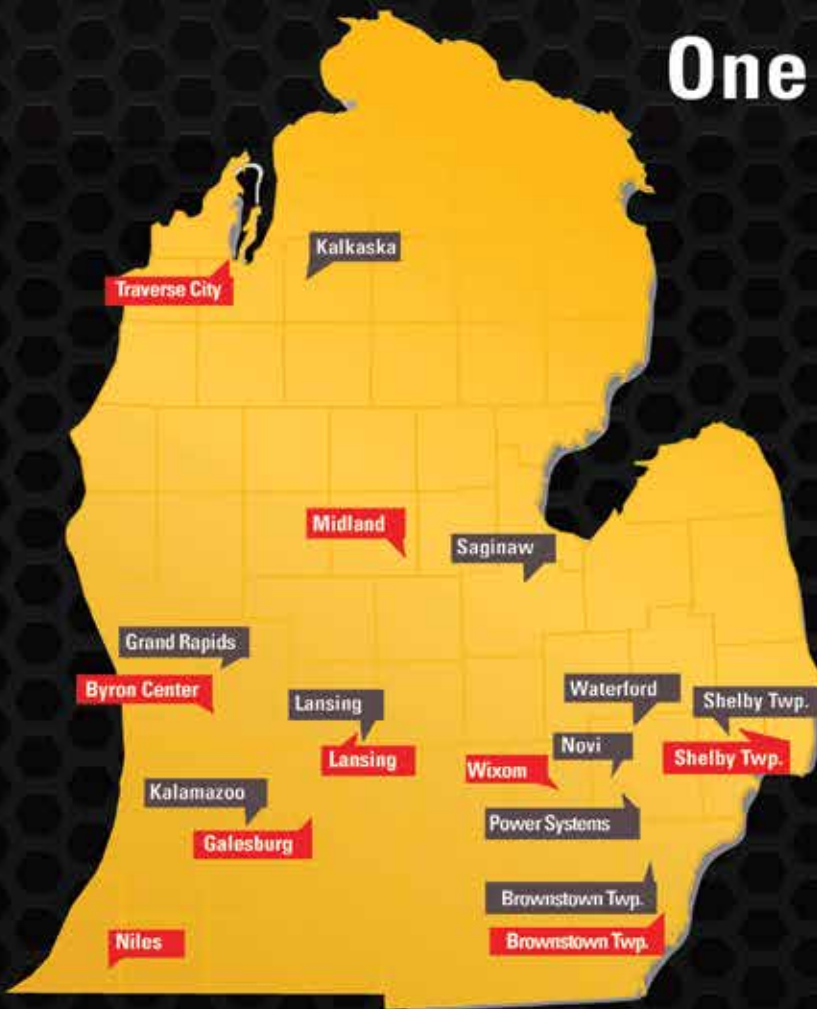 One
Kalkaska
Traverse City
Midland
Saginaw
Grand Rapids
Byron Center
Lansing
Lansing
Waterford
Shelby Twp.
Novi
Shelby Twp.
Wixom
Kalamazoo
Galesburg
Power Systems
Brownstown Twp.
Brownstown Twp.
Niles